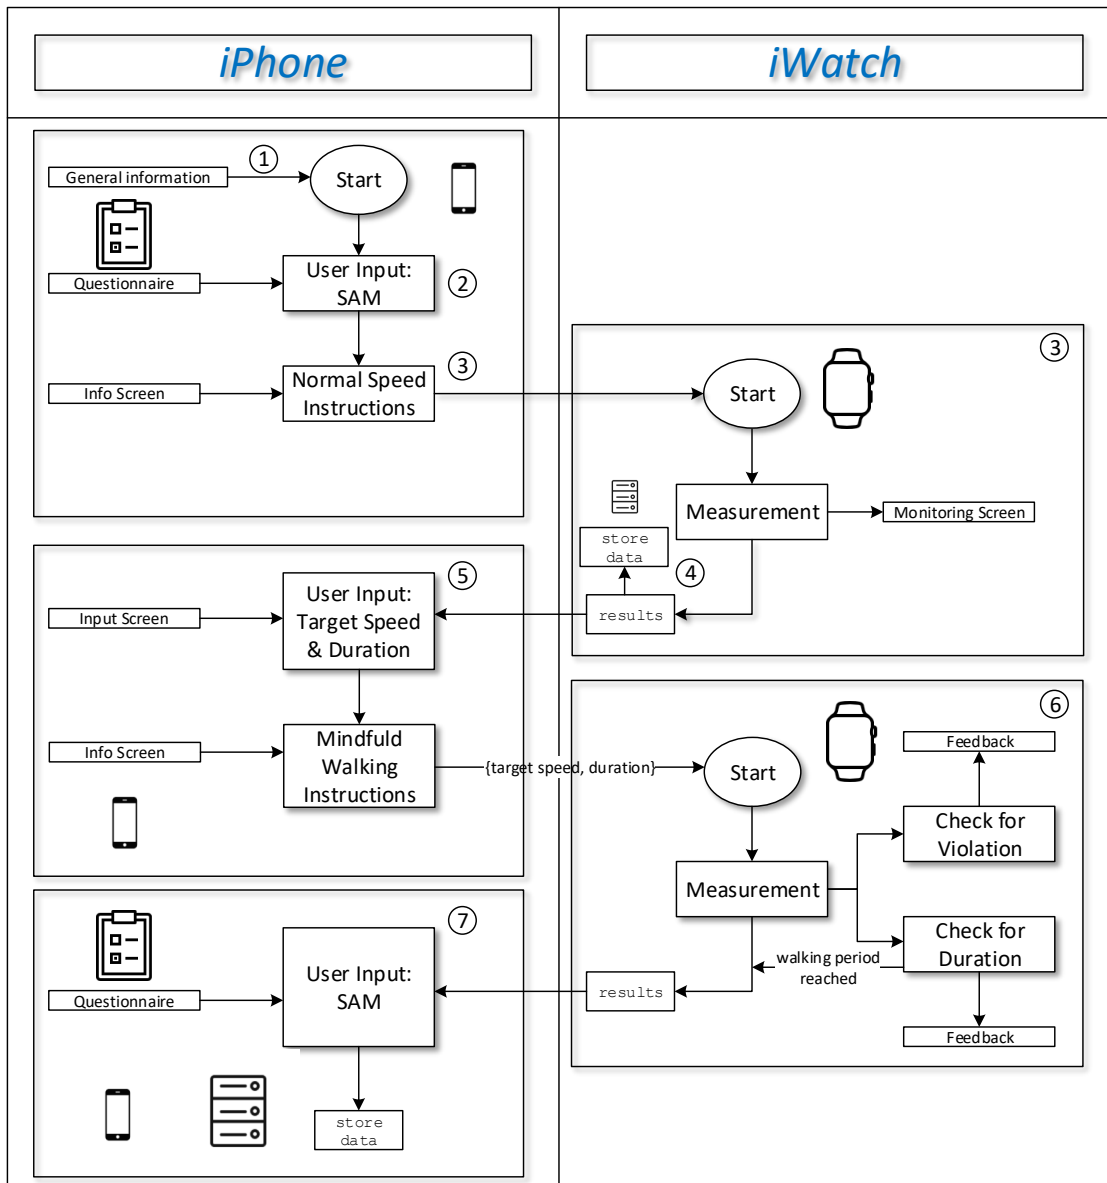 iPhone
iWatch
1
General information
Start
Questionnaire
User Input:
SAM
2
Info Screen
Normal Speed
Instructions
3
3
Start
Measurement
Monitoring Screen
store
data
4
results
5
User Input:
Target Speed
& Duration
Input Screen
Info Screen
Mindfuld
Walking
Instructions
{target speed, duration}
6
Start
Feedback
Check for
Violation
Measurement
Check for
Duration
walking period
reached
results
Feedback
7
User Input:
SAM
Questionnaire
store
data